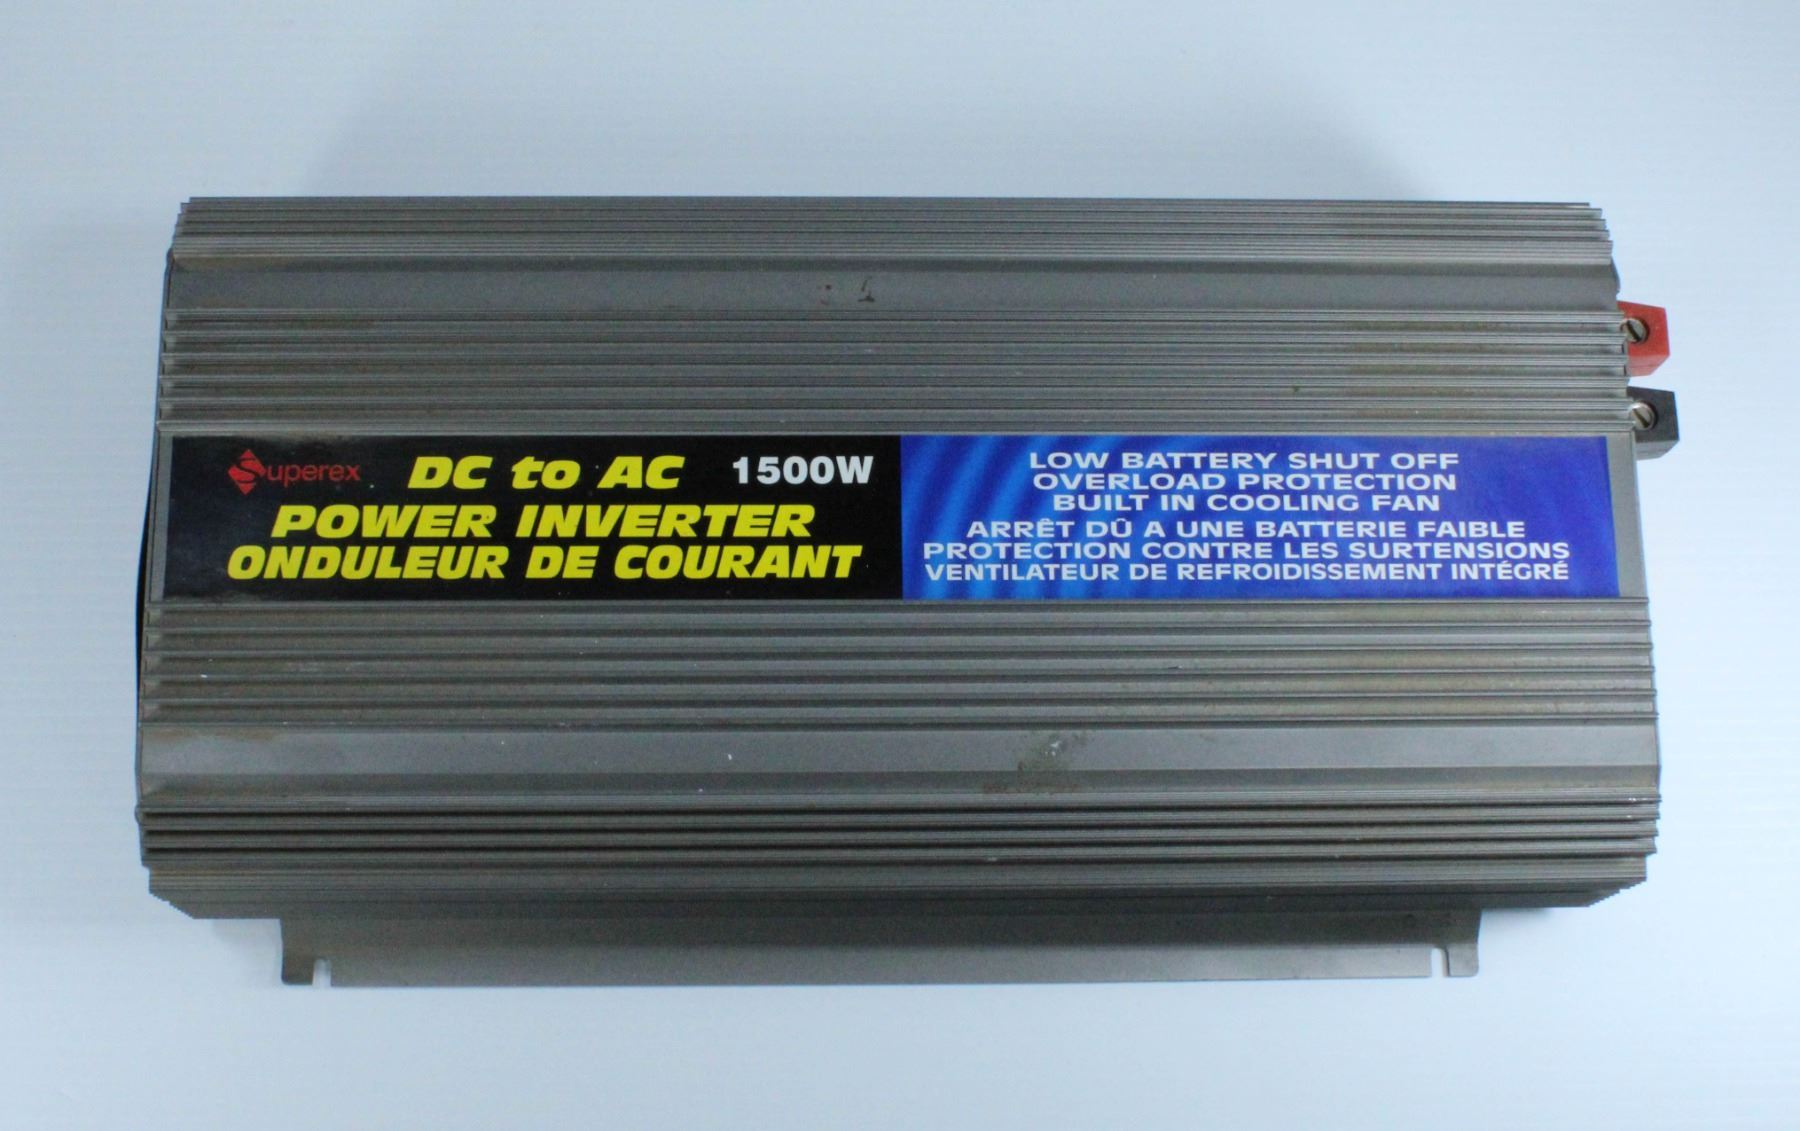 Superex DC to AC 1500W
POWER INVERTER
ONDULEUR DE COURANT
LOW BATTERY SHUT OFF
OVERLOAD PROTECTION
BUILT IN COOLING FAN
ARRÊT DÛ A UNE BATTERIE FAIBLE
PROTECTION CONTRE LES SURTENSIONS
VENTILATEUR DE REFROIDISSEMENT INTÉGRÉ